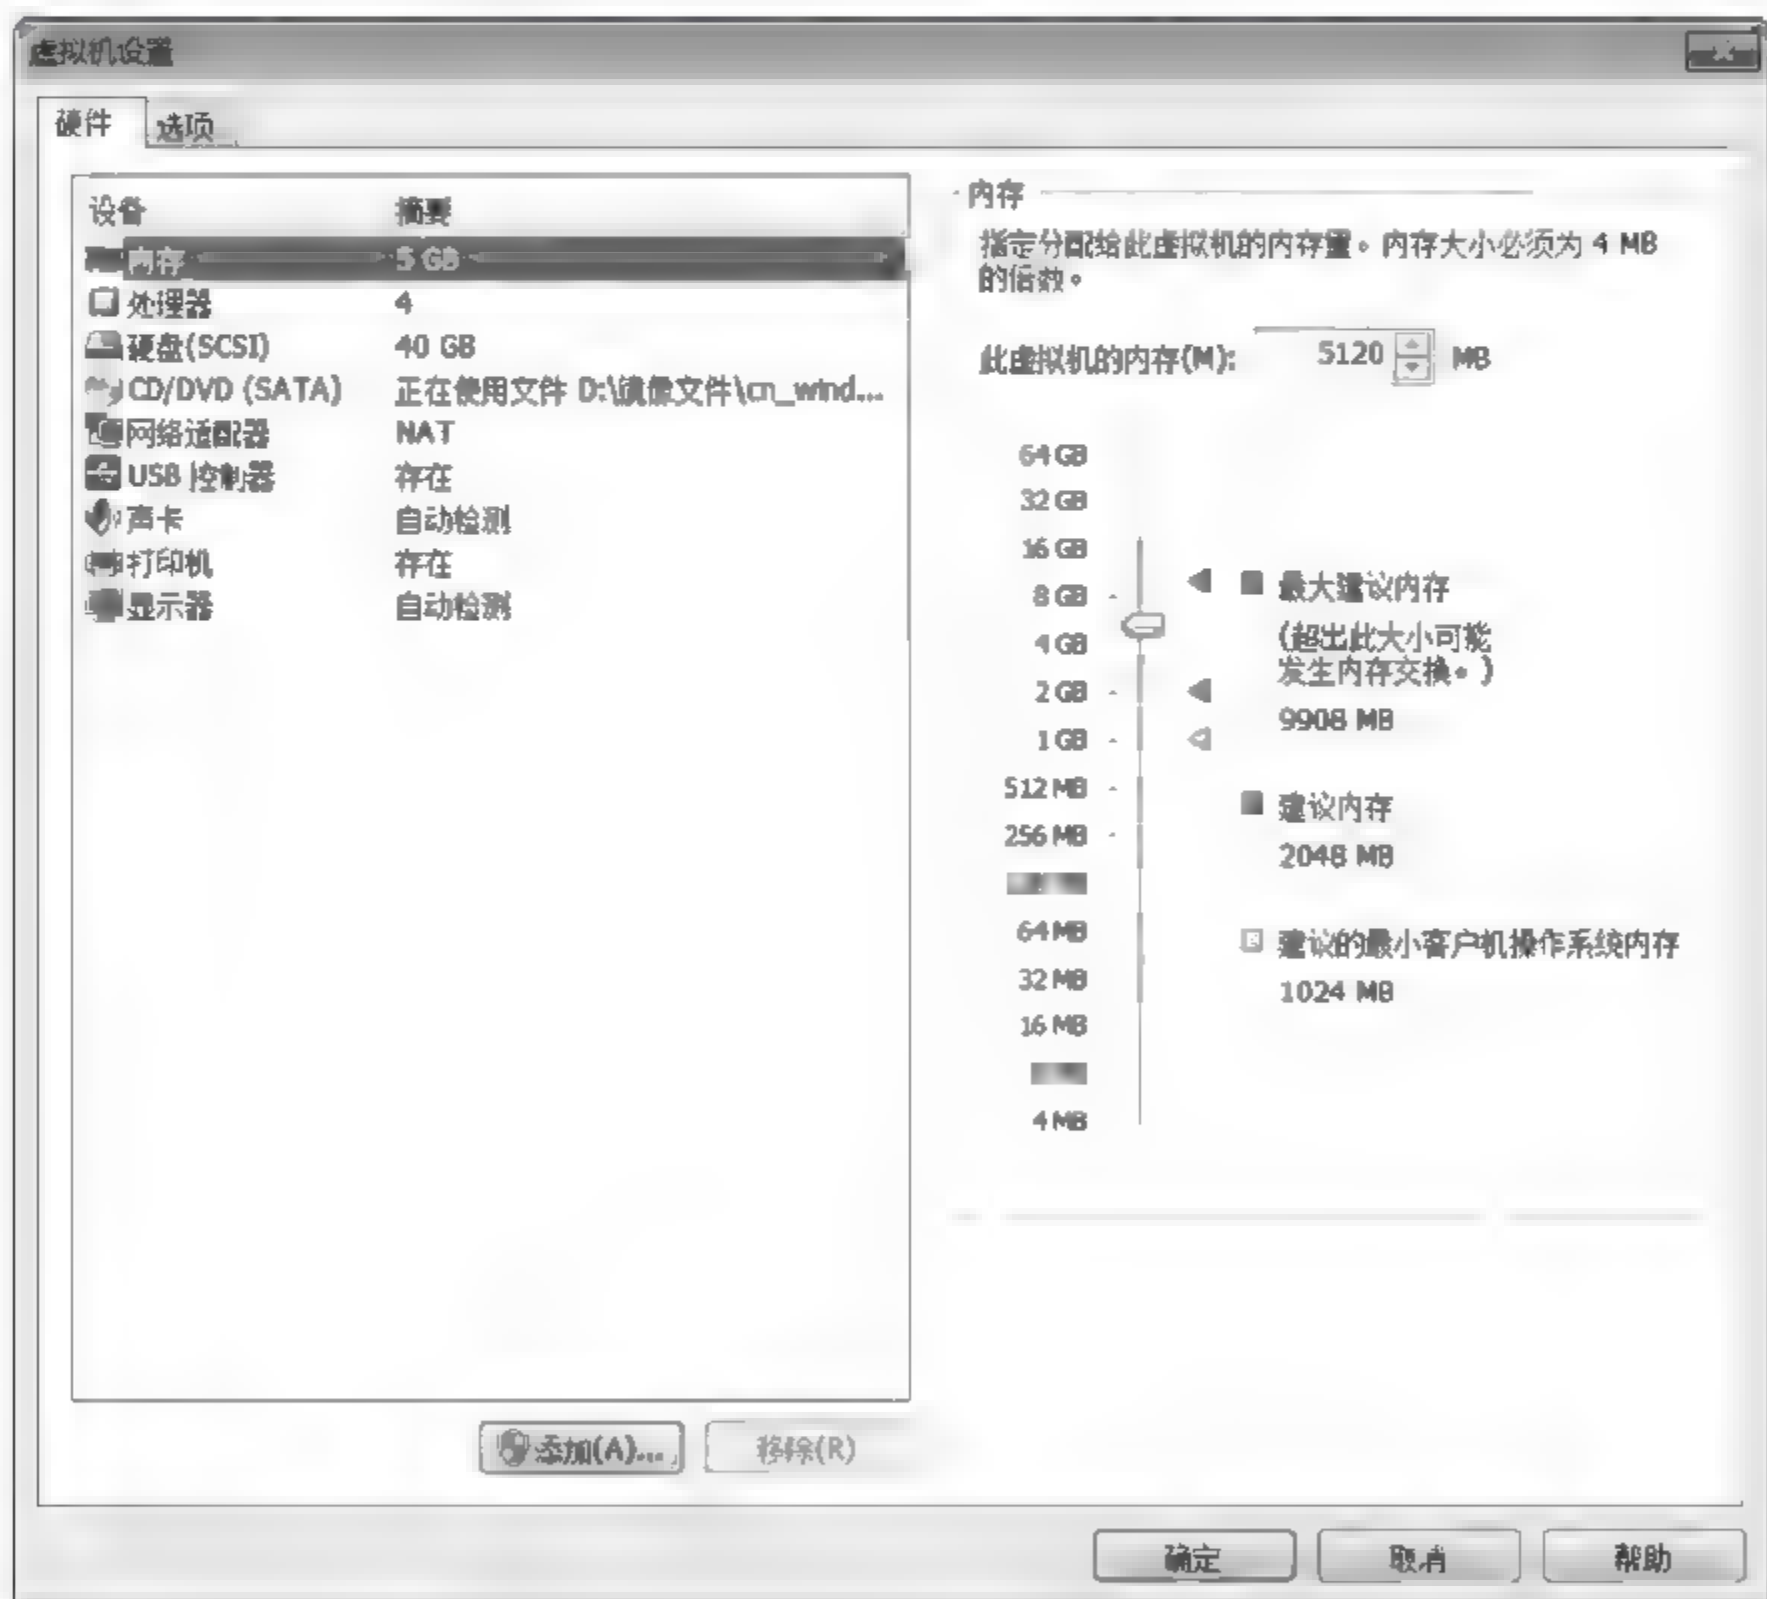 虚拟机设置
硬件
选项
设备 摘要
内存 5 GB
处理器 4
硬盘(SCSI) 40 GB
CD/DVD (SATA) 正在使用文件 D:\镜像文件\cn_wind...
网络适配器 NAT
USB 控制器 存在
声卡 自动检测
打印机 存在
显示器 自动检测
添加(A)...
移除(R)
内存
指定分配给此虚拟机的内存量。内存大小必须为 4 MB
的倍数。
此虚拟机的内存(M): 5120 MB
64 GB
32 GB
16 GB
8 GB
4 GB
2 GB
1 GB
512 MB
256 MB
64 MB
32 MB
16 MB
4 MB
最大建议内存
(超出此大小可能
发生内存交换。)
9908 MB
建议内存
2048 MB
建议的最小客户机操作系统内存
1024 MB
确定
取消
帮助